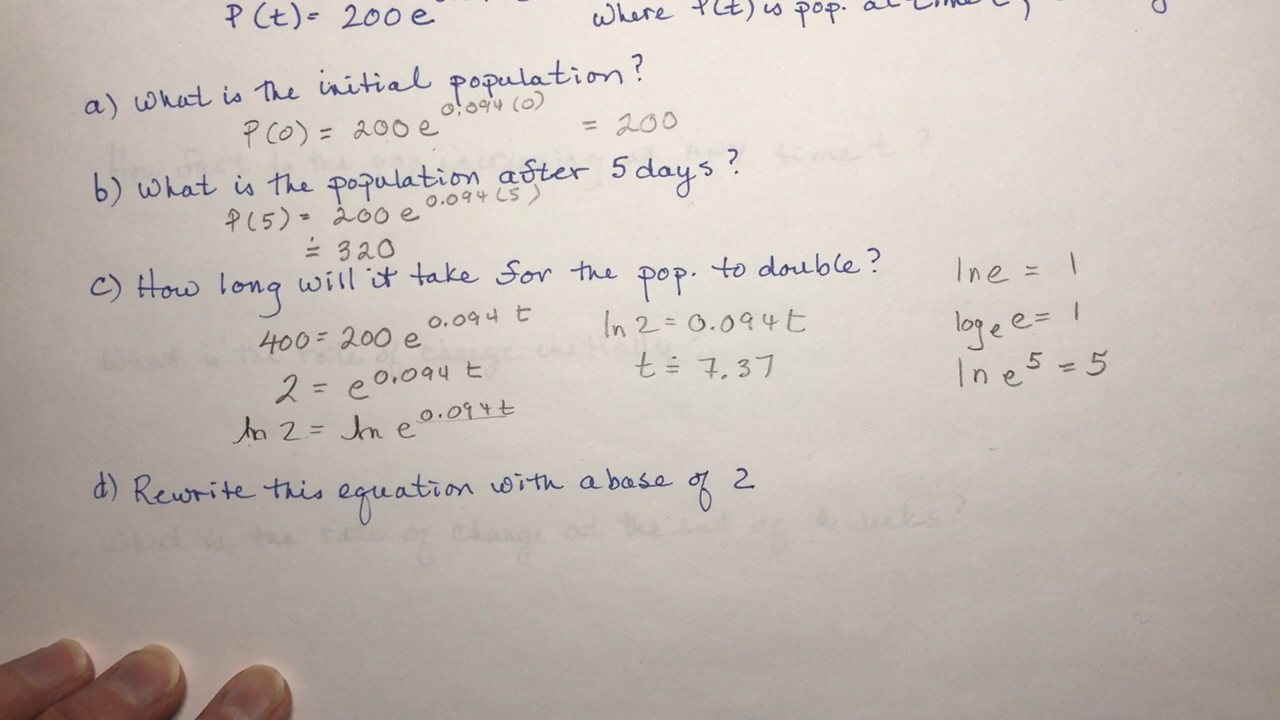 P(t) = 200e
where P(t) is pop. at time t,
a) What is the initial population?
P(0) = 200e^0.094(0) = 200
b) What is the population after 5 days?
P(5) = 200e^0.094(5)
≐ 320
c) How long will it take for the pop. to double?
400 = 200e^0.094t
2 = e^0.094t
ln 2 = ln e^0.094t
ln 2 = 0.094t
t ≐ 7.37
ln e = 1
log_e e = 1
ln e^5 = 5
d) Rewrite this equation with a base of 2